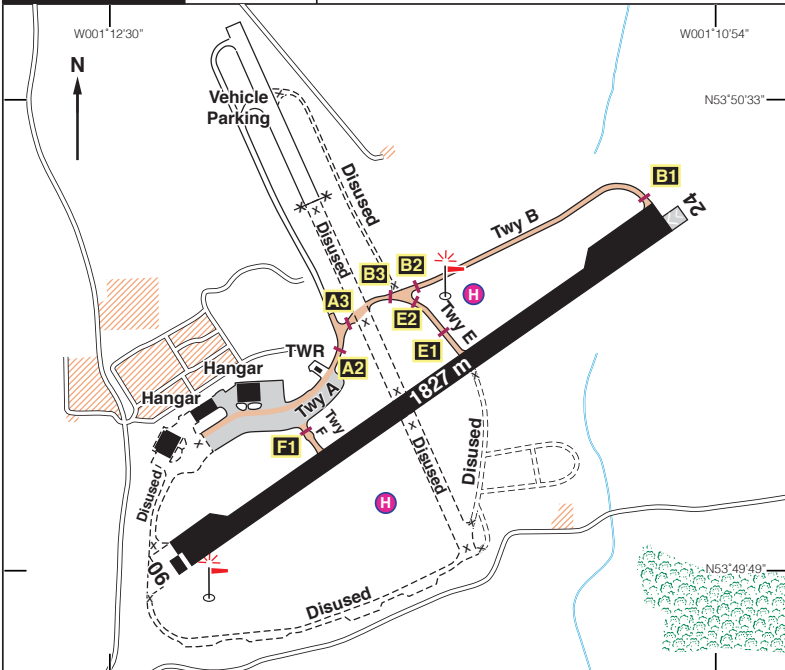 W001°12'30"
W001°10'54"
N
N53°50'33"
Vehicle
Parking
Disused
B1
24
Twy B
Disused
B3
B2
H
A3
E2
Twy E
E1
TWR
A2
Hangar
Hangar
Twy A
1827 m
Twy
F
F1
Disused
Disused
Disused
H
06
N53°49'49"
Disused